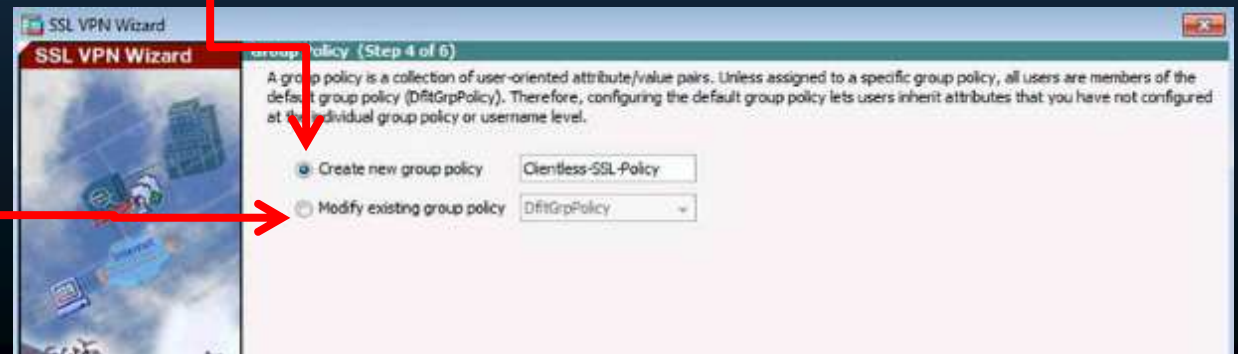 SSL VPN Wizard
SSL VPN Wizard
Group Policy (Step 4 of 6)
A group policy is a collection of user-oriented attribute/value pairs. Unless assigned to a specific group policy, all users are members of the
default group policy (DfltGrpPolicy). Therefore, configuring the default group policy lets users inherit attributes that you have not configured
at the individual group policy or username level.
Create new group policy Clientless-SSL-Policy
Modify existing group policy DfltGrpPolicy
Internet